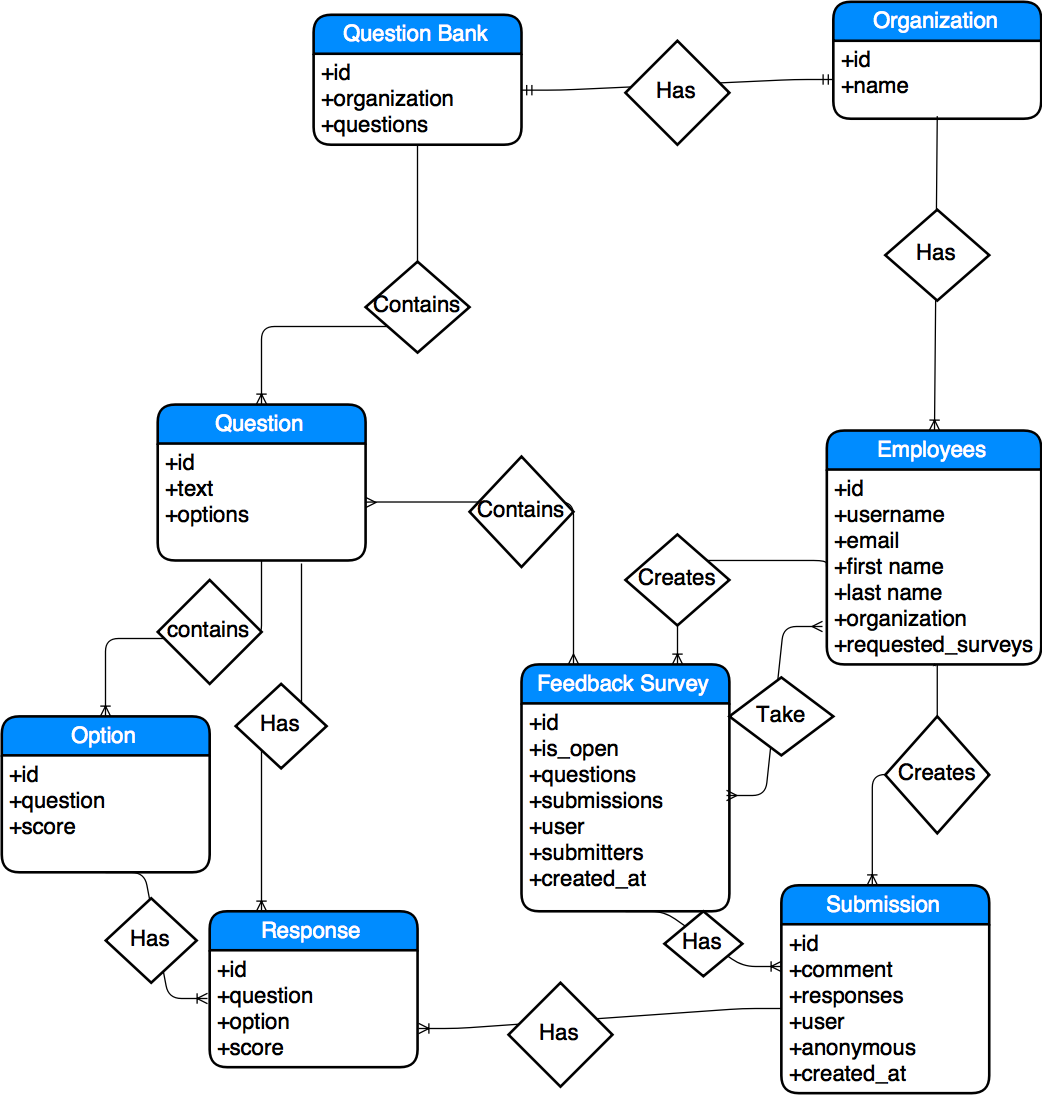 Question Bank
+id
+organization
+questions
Has
Organization
+id
+name
Has
Contains
Question
+id
+text
+options
Contains
Employees
+id
+username
+email
+first name
+last name
+organization
+requested_surveys
Creates
contains
Has
Take
Feedback Survey
+id
+is_open
+questions
+submissions
+user
+submitters
+created_at
Creates
Option
+id
+question
+score
Has
Response
+id
+question
+option
+score
Has
Has
Submission
+id
+comment
+responses
+user
+anonymous
+created_at